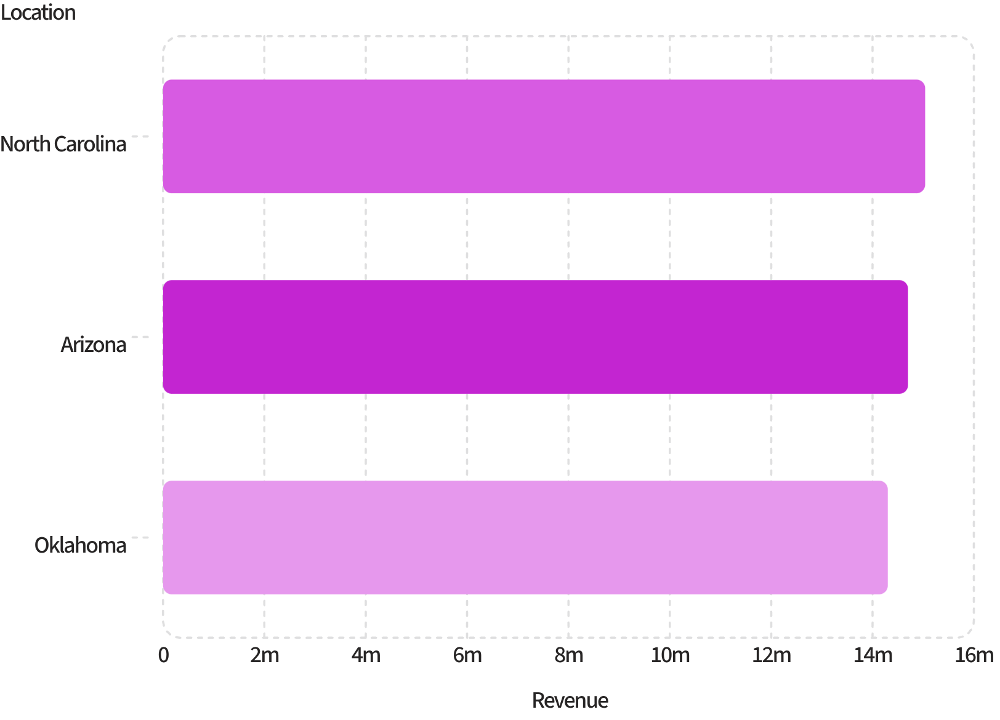 Location
North Carolina
Arizona
Oklahoma
0 2m 4m 6m 8m 10m 12m 14m 16m
Revenue